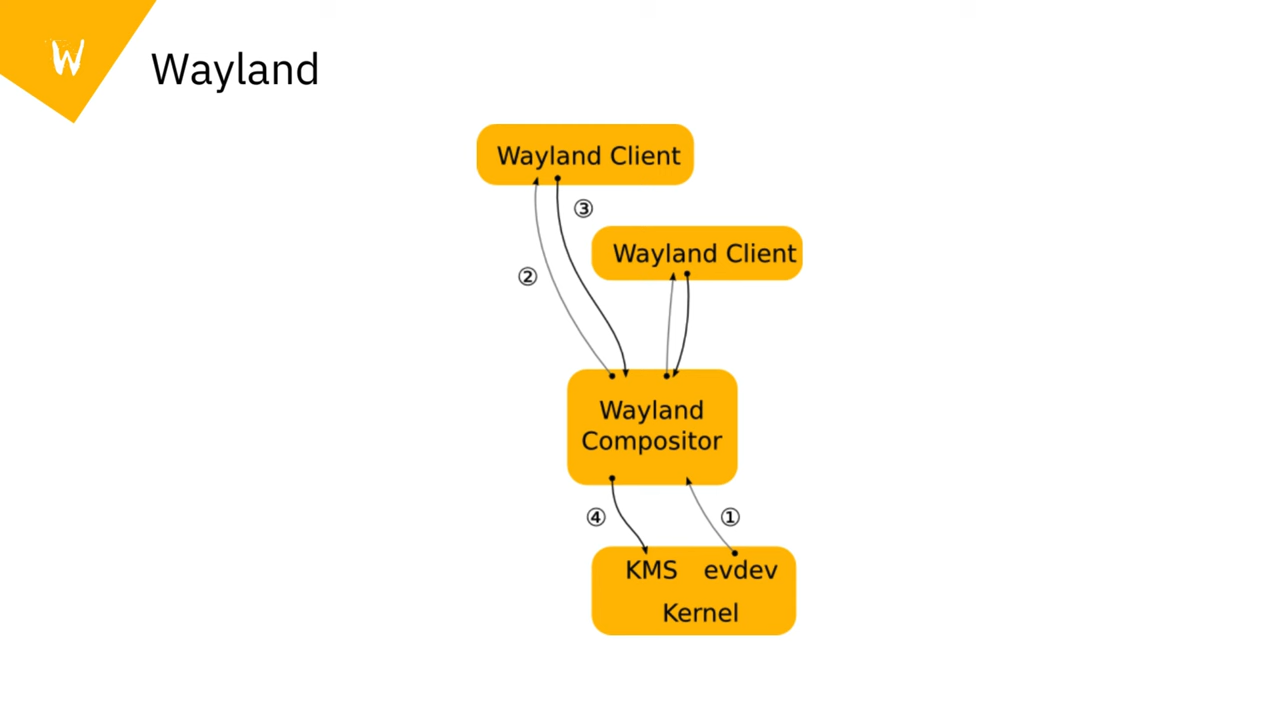 W
Wayland
Wayland Client
③
Wayland Client
②
Wayland
Compositor
④
①
KMS evdev
Kernel